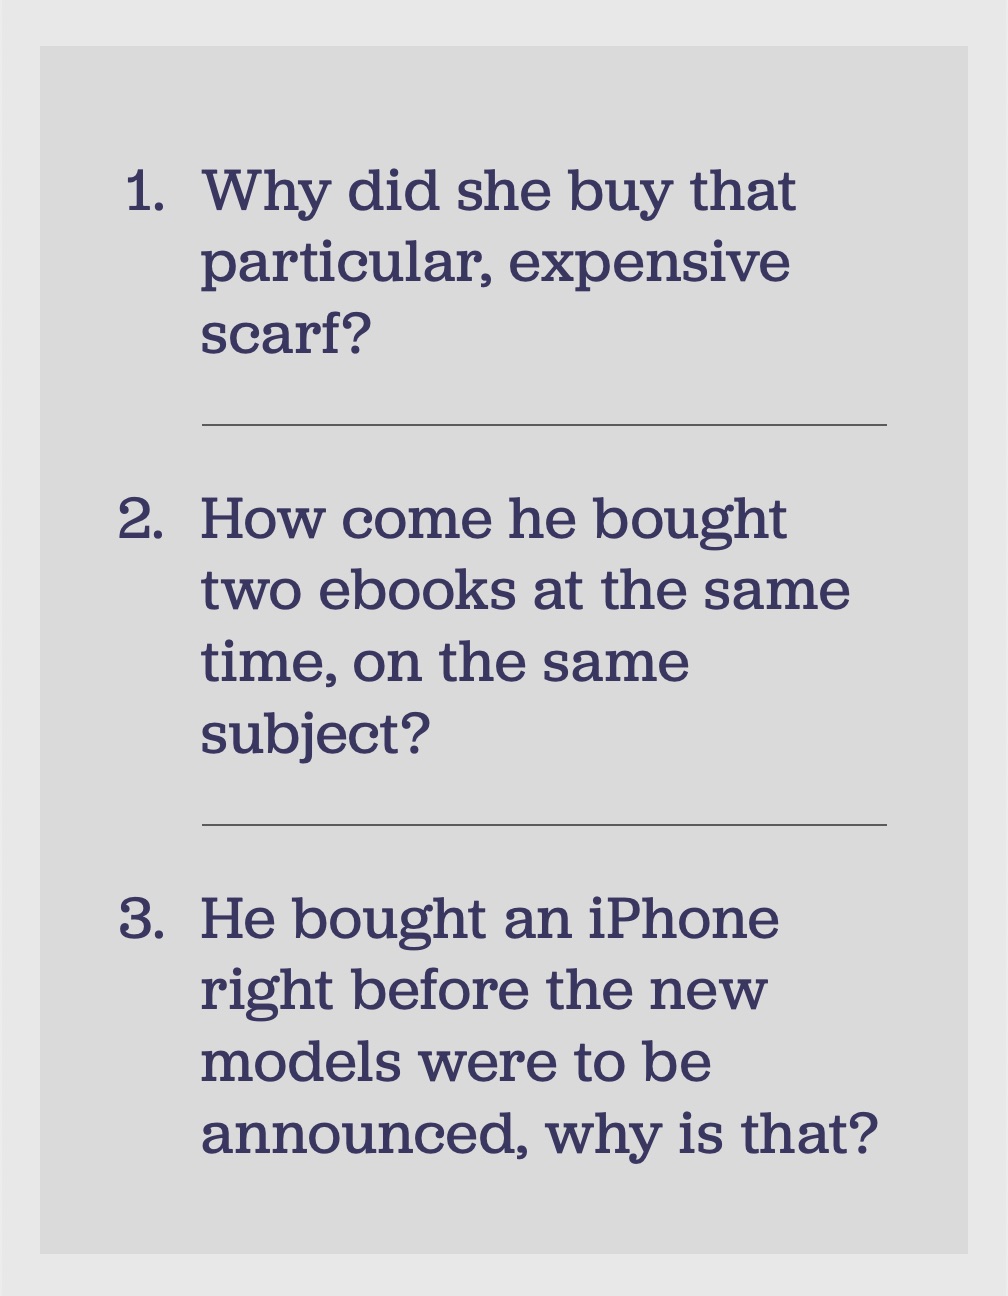 1. Why did she buy that
particular, expensive
scarf?
2. How come he bought
two ebooks at the same
time, on the same
subject?
3. He bought an iPhone
right before the new
models were to be
announced, why is that?